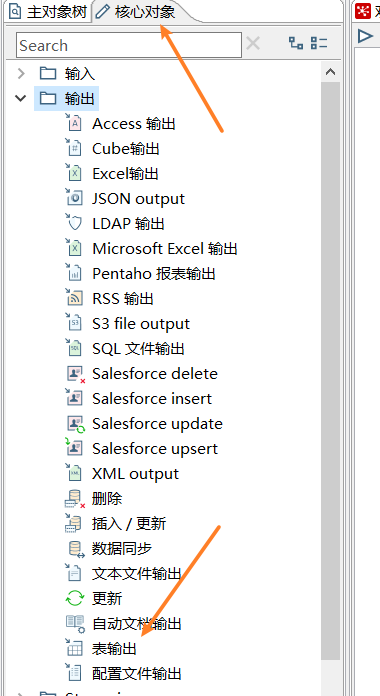 主对象树 核心对象
Search
输入
输出
Access 输出
Cube输出
Excel输出
JSON output
LDAP 输出
Microsoft Excel 输出
Pentaho 报表输出
RSS 输出
S3 file output
SQL 文件输出
Salesforce delete
Salesforce insert
Salesforce update
Salesforce upsert
XML output
删除
插入 / 更新
数据同步
文本文件输出
更新
自动文档输出
表输出
配置文件输出